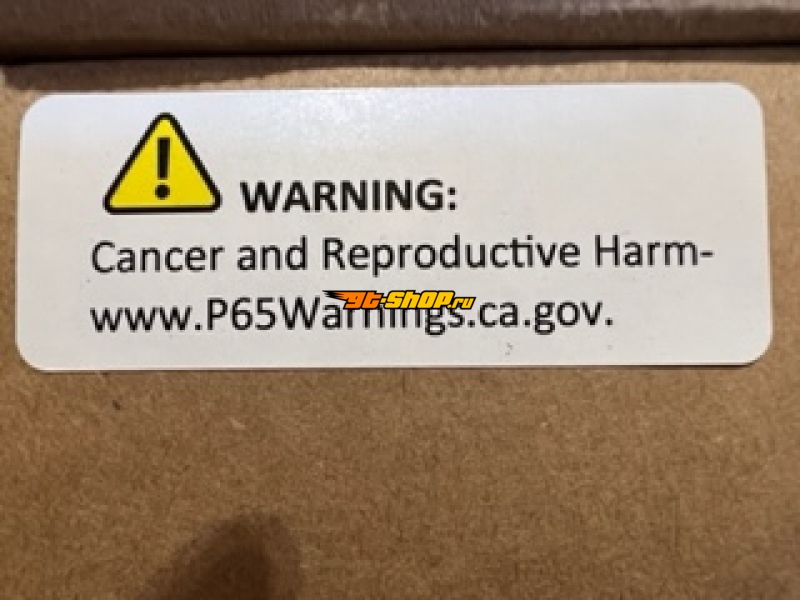 WARNING:
Cancer and Reproductive Harm-
www.P65Warnings.ca.gov.
gt-shop.ru